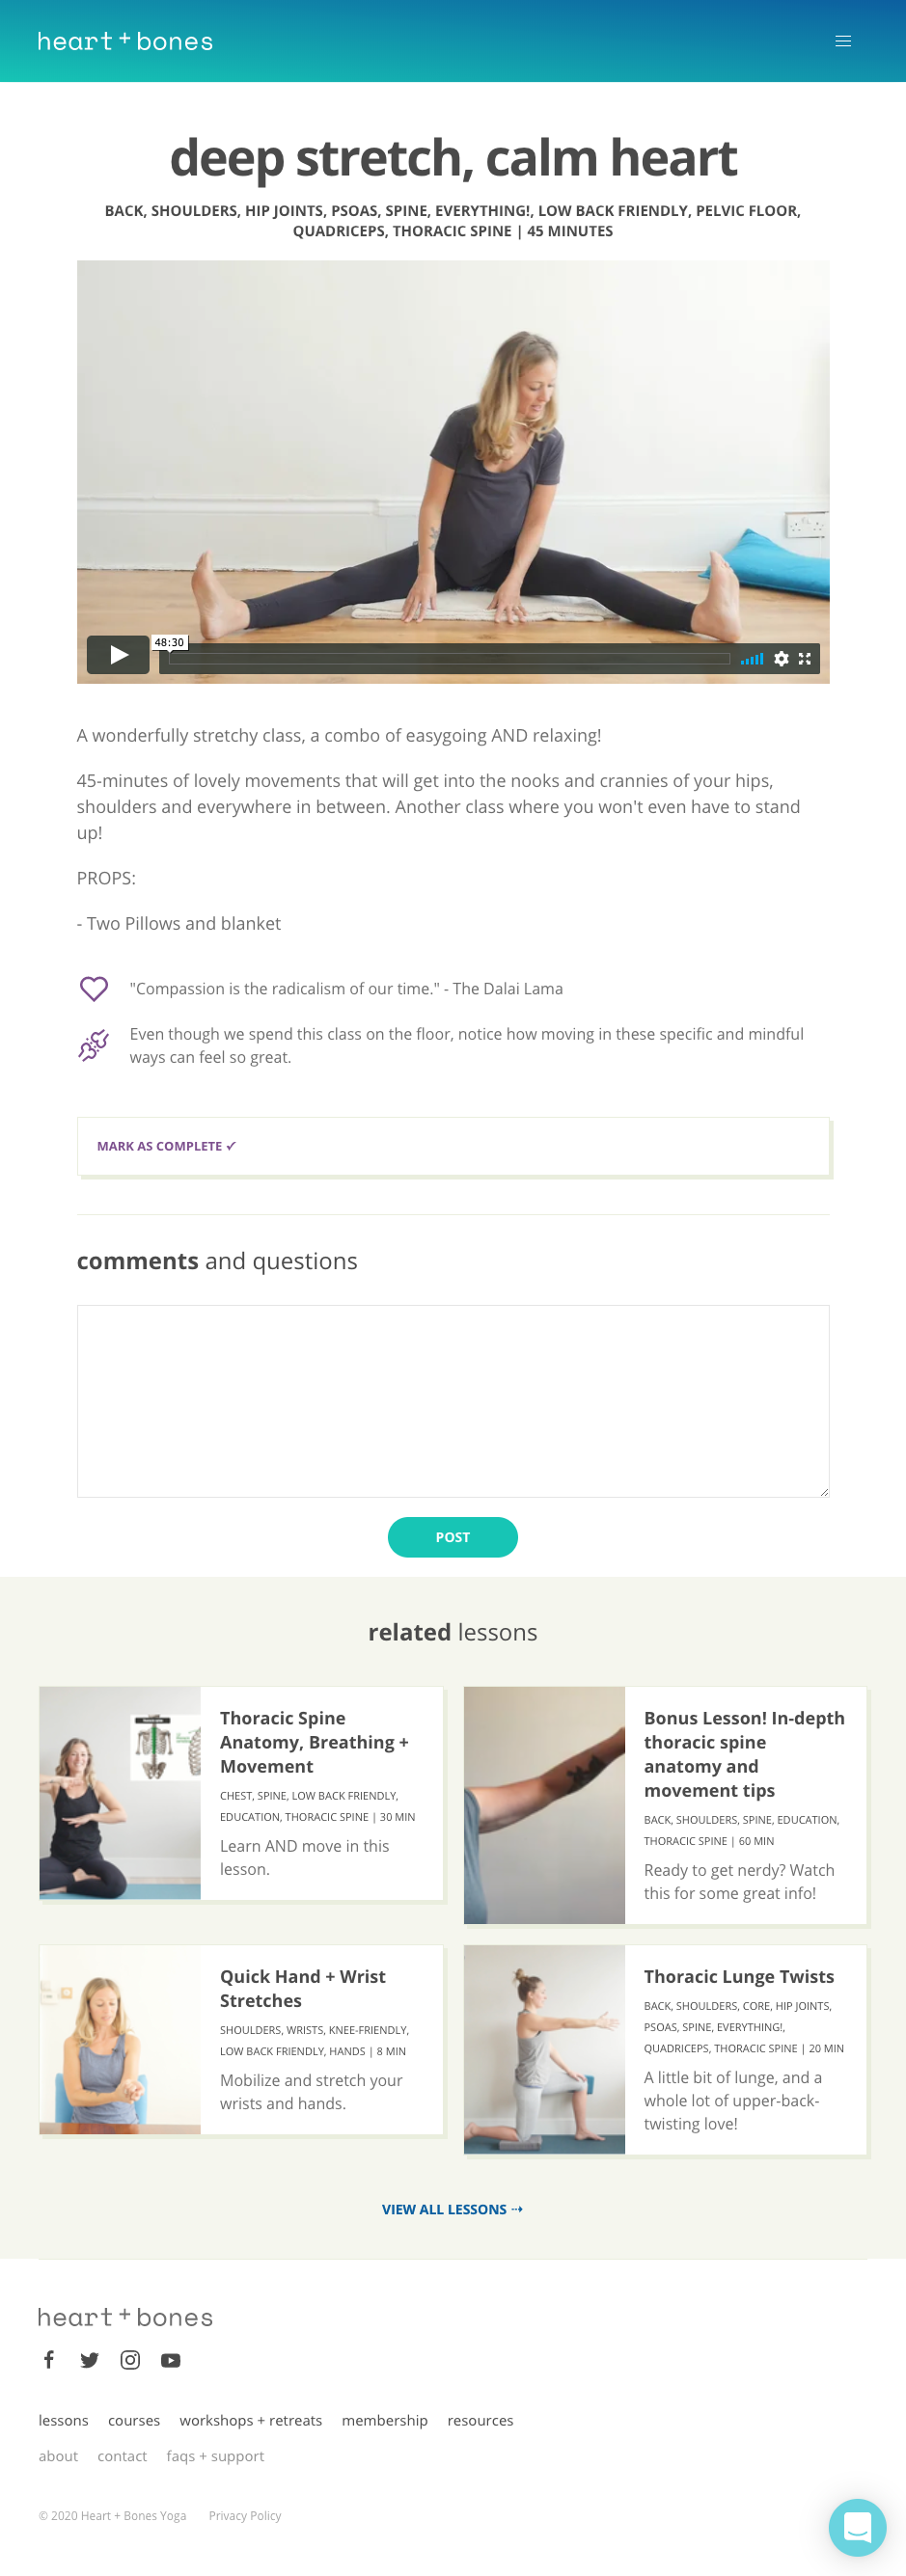 heart + bones
deep stretch, calm heart
BACK, SHOULDERS, HIP JOINTS, PSOAS, SPINE, EVERYTHING!, LOW BACK FRIENDLY, PELVIC FLOOR,
QUADRICEPS, THORACIC SPINE | 45 MINUTES
48:30
A wonderfully stretchy class, a combo of easygoing AND relaxing!
45-minutes of lovely movements that will get into the nooks and crannies of your hips,
shoulders and everywhere in between. Another class where you won't even have to stand
up!
PROPS:
- Two Pillows and blanket
"Compassion is the radicalism of our time." - The Dalai Lama
Even though we spend this class on the floor, notice how moving in these specific and mindful
ways can feel so great.
MARK AS COMPLETE ✓
comments and questions
POST
related lessons
Thoracic Spine
Anatomy, Breathing +
Movement
CHEST, SPINE, LOW BACK FRIENDLY,
EDUCATION, THORACIC SPINE | 30 MIN
Learn AND move in this
lesson.
Bonus Lesson! In-depth
thoracic spine
anatomy and
movement tips
BACK, SHOULDERS, SPINE, EDUCATION,
THORACIC SPINE | 60 MIN
Ready to get nerdy? Watch
this for some great info!
Quick Hand + Wrist
Stretches
SHOULDERS, WRISTS, KNEE-FRIENDLY,
LOW BACK FRIENDLY, HANDS | 8 MIN
Mobilize and stretch your
wrists and hands.
Thoracic Lunge Twists
BACK, SHOULDERS, CORE, HIP JOINTS,
PSOAS, SPINE, EVERYTHING!,
QUADRICEPS, THORACIC SPINE | 20 MIN
A little bit of lunge, and a
whole lot of upper-back-
twisting love!
VIEW ALL LESSONS ⇢
heart + bones
lessons courses workshops + retreats membership resources
about contact faqs + support
© 2020 Heart + Bones Yoga Privacy Policy